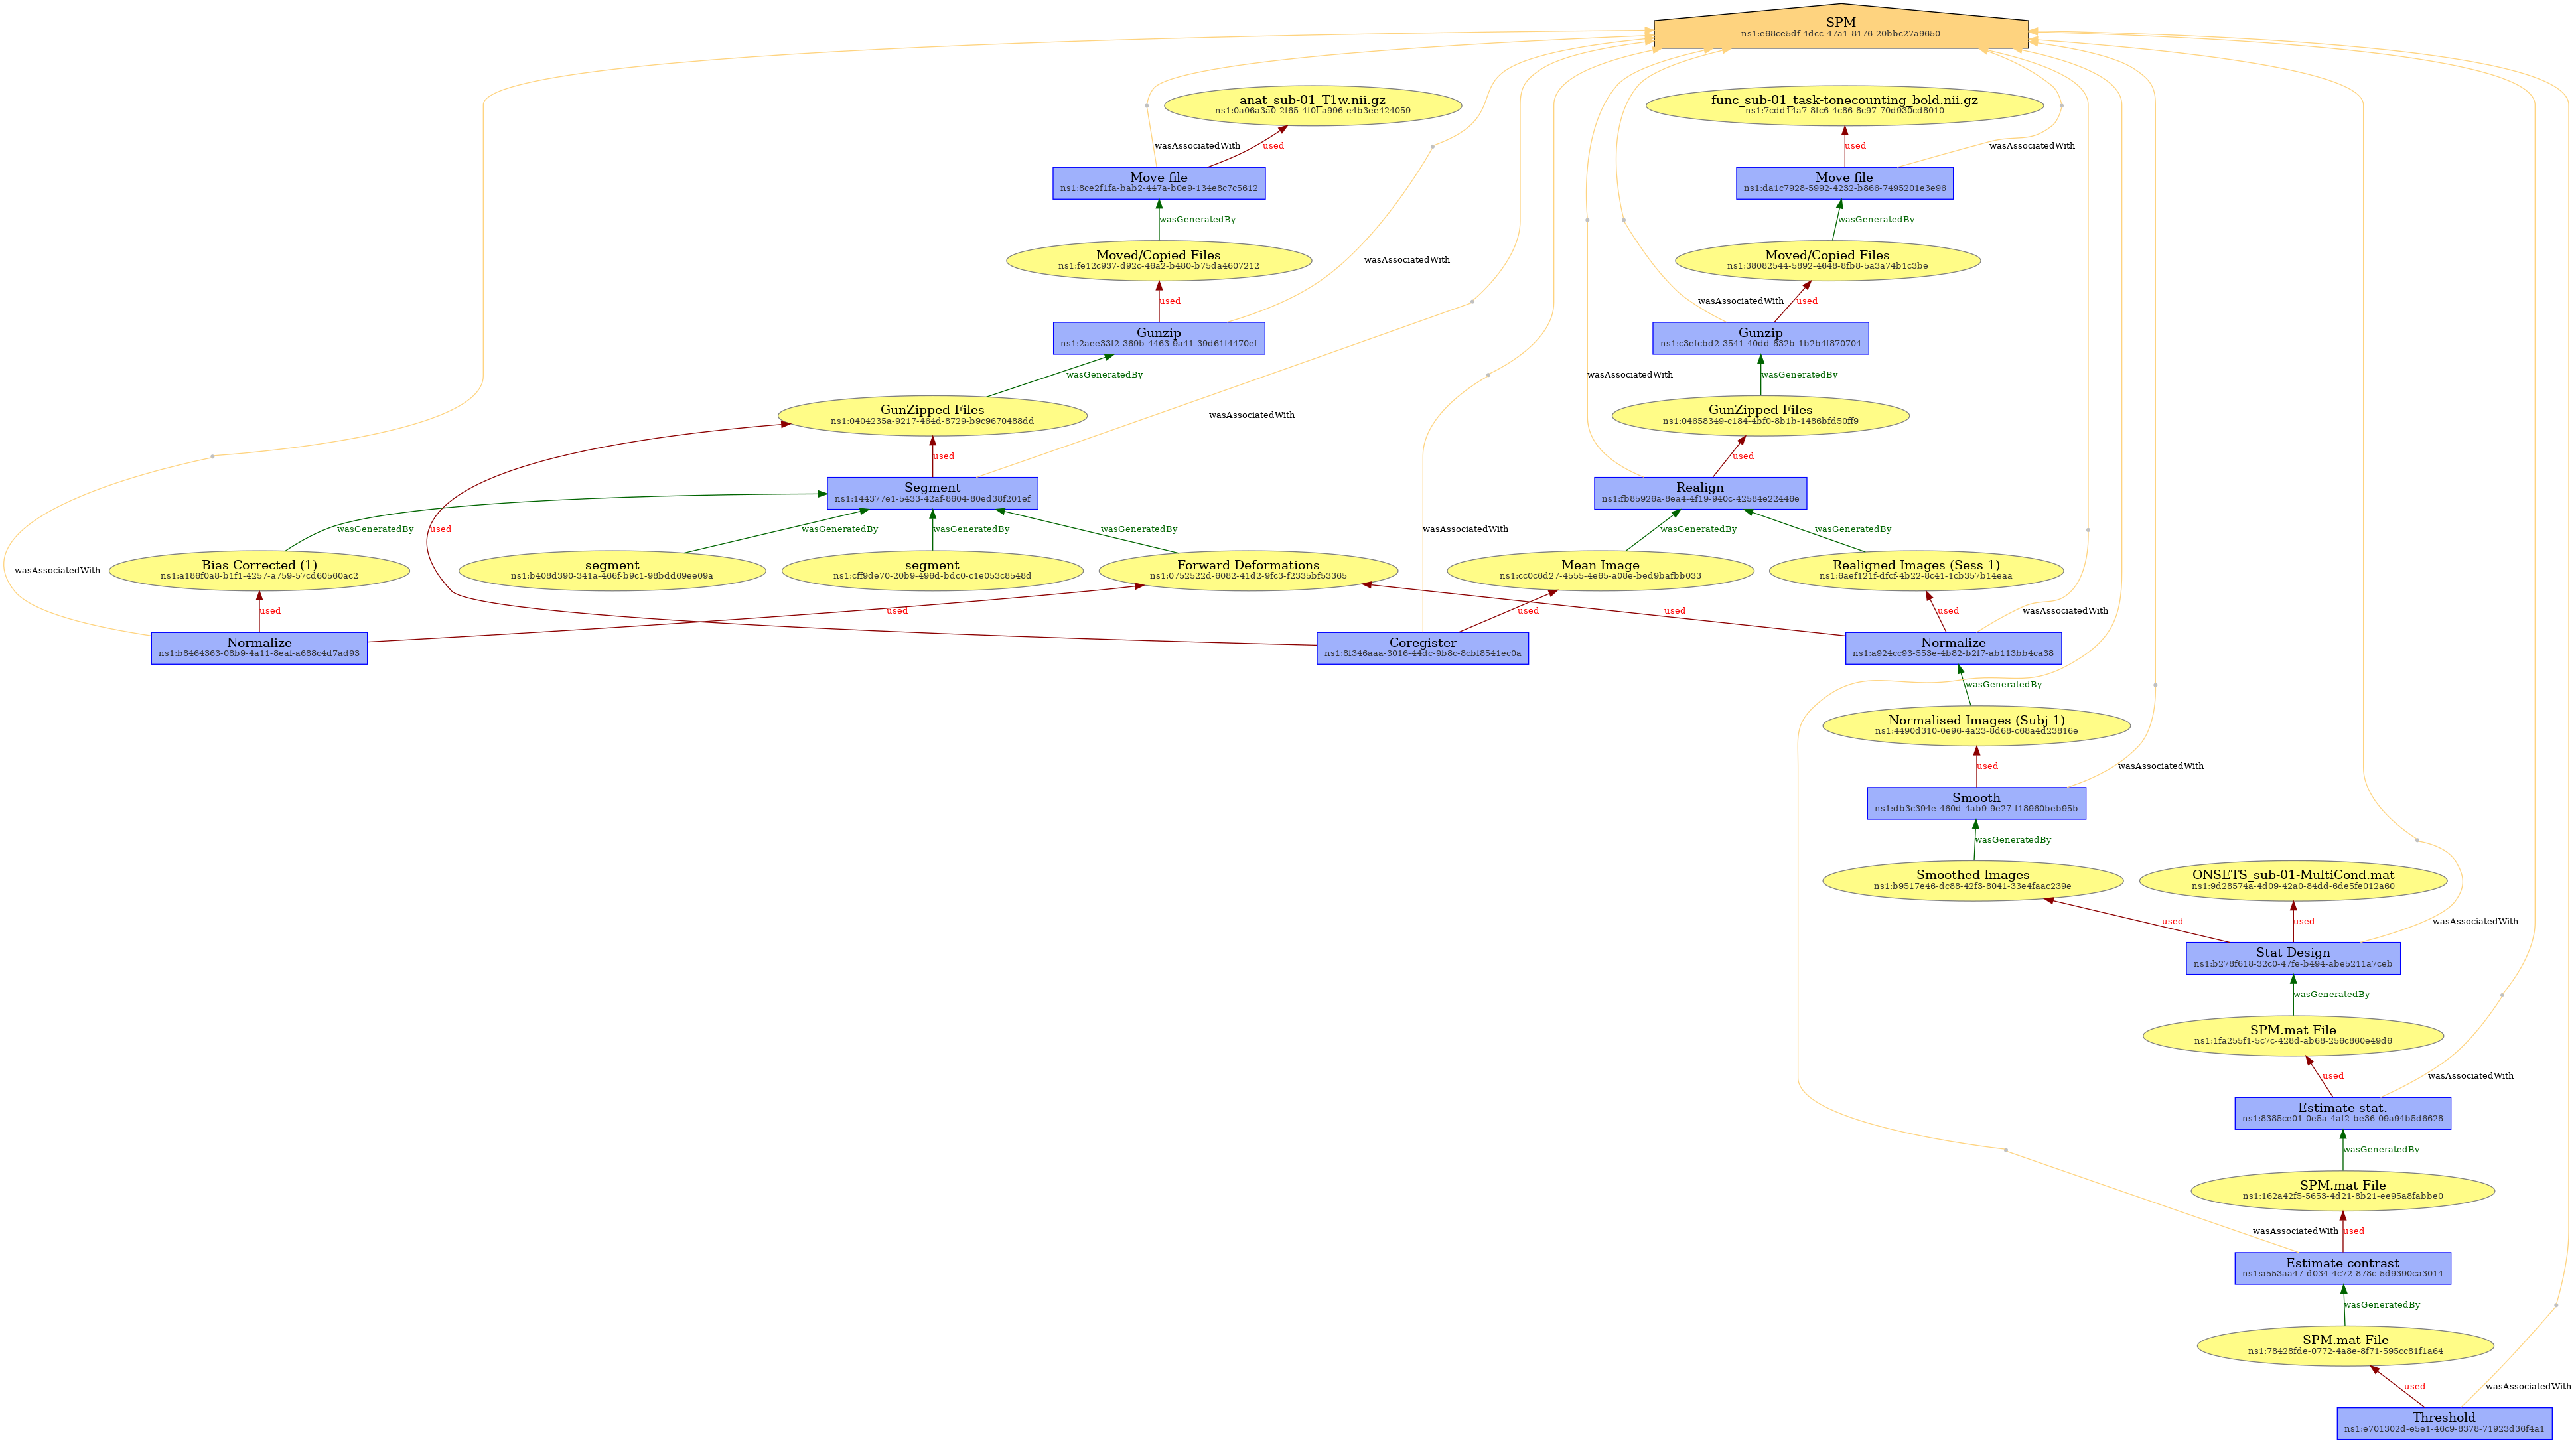 SPM
ns1:e68ce5df-4dcc-47a1-8176-20bbc27a9650
anat_sub-01_T1w.nii.gz
ns1:0a06a3a0-2f65-4f0f-a996-e4b3ee424059
func_sub-01_task-tonecounting_bold.nii.gz
ns1:7cdd14a7-8fc6-4c86-8c97-70d930cd8010
wasAssociatedWith
used
used
wasAssociatedWith
Move file
ns1:8ce2f1fa-bab2-447a-b0e9-134e8c7c5612
Move file
ns1:da1c7928-5992-4232-b866-7495201e3e96
wasGeneratedBy
wasGeneratedBy
Moved/Copied Files
ns1:fe12c937-d92c-46a2-b480-b75da4607212
wasAssociatedWith
Moved/Copied Files
ns1:38082544-5892-4648-8fb8-5a3a74b1c3be
used
wasAssociatedWith
used
Gunzip
ns1:2aee33f2-369b-4463-9a41-39d61f4470ef
Gunzip
ns1:c3efcbd2-3541-40dd-832b-1b2b4f870704
wasGeneratedBy
wasAssociatedWith
wasGeneratedBy
GunZipped Files
ns1:0404235a-9217-464d-8729-b9c9670488dd
wasAssociatedWith
GunZipped Files
ns1:04658349-c184-4bf0-8b1b-1486bfd50ff9
used
used
Segment
ns1:144377e1-5433-42af-8604-80ed38f201ef
Realign
ns1:fb85926a-8ea4-4f19-940c-42584e22446e
wasGeneratedBy
used
wasGeneratedBy
wasGeneratedBy
wasGeneratedBy
wasAssociatedWith
wasGeneratedBy
wasGeneratedBy
wasAssociatedWith
Bias Corrected (1)
ns1:a186f0a8-b1f1-4257-a759-57cd60560ac2
segment
ns1:b408d390-341a-466f-b9c1-98bdd69ee09a
segment
ns1:cff9de70-20b9-496d-bdc0-c1e053c8548d
Forward Deformations
ns1:0752522d-6082-41d2-9fc3-f2335bf53365
Mean Image
ns1:cc0c6d27-4555-4e65-a08e-bed9bafbb033
Realigned Images (Sess 1)
ns1:6aef121f-dfcf-4b22-8c41-1cb357b14eaa
used
used
used
used
used
wasAssociatedWith
Normalize
ns1:b8464363-08b9-4a11-8eaf-a688c4d7ad93
Coregister
ns1:8f346aaa-3016-44dc-9b8c-8cbf8541ec0a
Normalize
ns1:a924cc93-553e-4b82-b2f7-ab113bb4ca38
wasGeneratedBy
Normalised Images (Subj 1)
ns1:4490d310-0e96-4a23-8d68-c68a4d23816e
used
wasAssociatedWith
Smooth
ns1:db3c394e-460d-4ab9-9e27-f18960beb95b
wasGeneratedBy
Smoothed Images
ns1:b9517e46-dc88-42f3-8041-33e4faac239e
ONSETS_sub-01-MultiCond.mat
ns1:9d28574a-4d09-42a0-84dd-6de5fe012a60
used
used
wasAssociatedWith
Stat Design
ns1:b278f618-32c0-47fe-b494-abe5211a7ceb
wasGeneratedBy
SPM.mat File
ns1:1fa255f1-5c7c-428d-ab68-256c860e49d6
used
wasAssociatedWith
Estimate stat.
ns1:8385ce01-0e5a-4af2-be36-09a94b5d6628
wasGeneratedBy
SPM.mat File
ns1:162a42f5-5653-4d21-8b21-ee95a8fabbe0
wasAssociatedWith
used
Estimate contrast
ns1:a553aa47-d034-4c72-878c-5d9390ca3014
wasGeneratedBy
SPM.mat File
ns1:78428fde-0772-4a8e-8f71-595cc81f1a64
used
wasAssociatedWith
Threshold
ns1:e701302d-e5e1-46c9-8378-71923d36f4a1